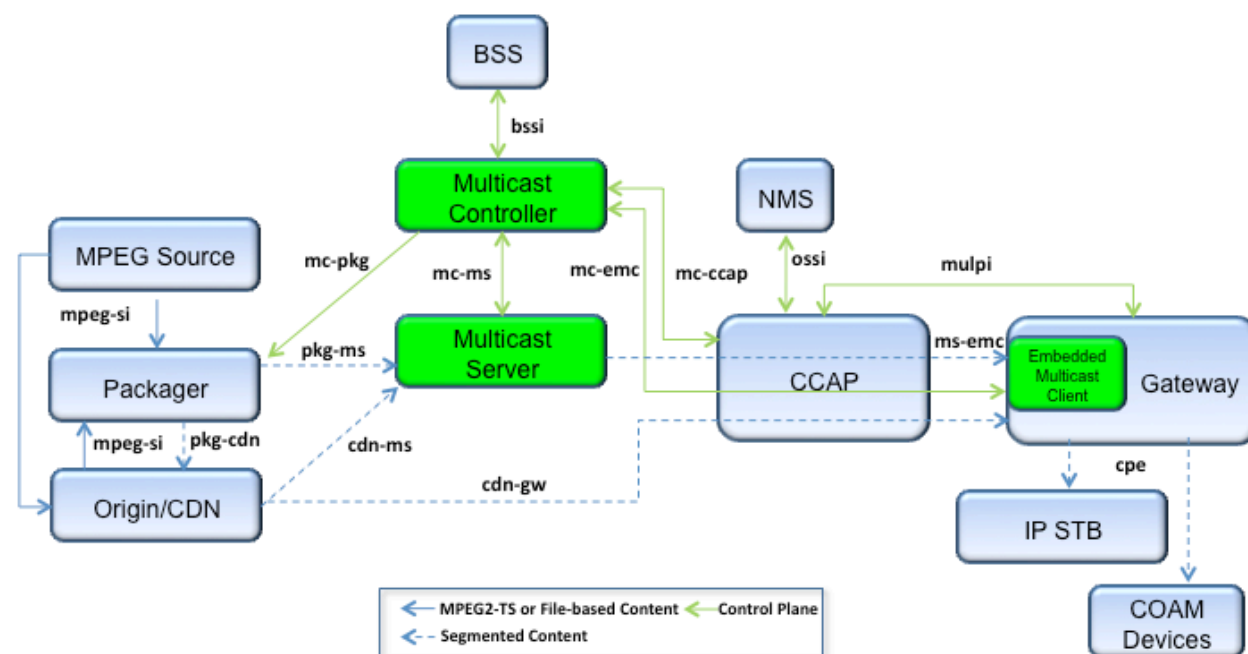 BSS
bssi
Multicast
Controller
NMS
MPEG Source
mc-pkg
mc-ms
mc-emc
mc-ccap
ossi
mulpi
mpeg-si
pkg-ms
Multicast
Server
ms-emc
Embedded
Multicast
Client
Packager
CCAP
Gateway
mpeg-si
pkg-cdn
cdn-ms
cpe
cdn-gw
Origin/CDN
IP STB
MPEG2-TS or File-based Content
Control Plane
Segmented Content
COAM
Devices